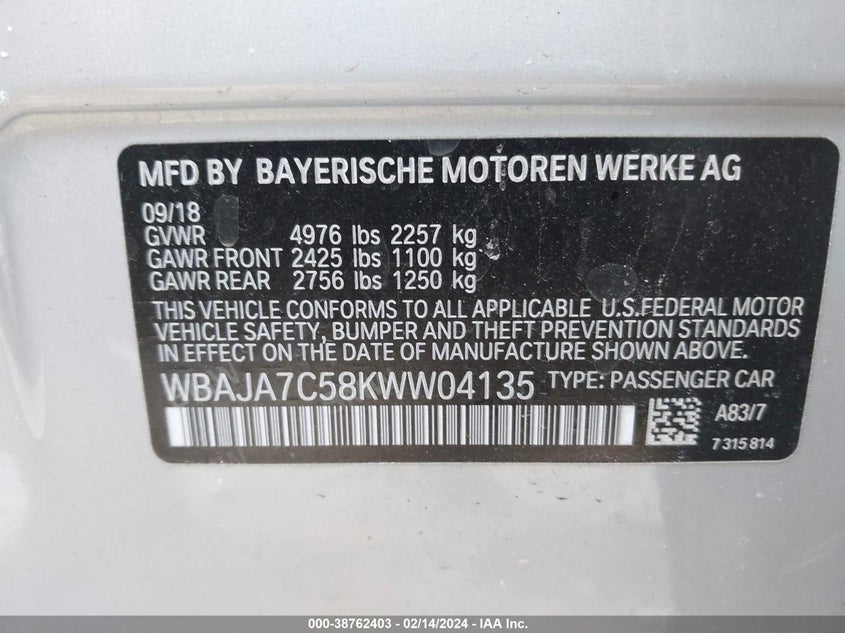 MFD BY BAYERISCHE MOTOREN WERKE AG
09/18
GVWR 4976 lbs 2257 kg
GAWR FRONT 2425 lbs 1100 kg
GAWR REAR 2756 lbs 1250 kg
THIS VEHICLE CONFORMS TO ALL APPLICABLE U.S.FEDERAL MOTOR
VEHICLE SAFETY, BUMPER AND THEFT PREVENTION STANDARDS
IN EFFECT ON THE DATE OF MANUFACTURE SHOWN ABOVE.
WBAJA7C58KWW04135 TYPE: PASSENGER CAR
A83/7
7315814
000-38762403 - 02/14/2024 - IAA Inc.